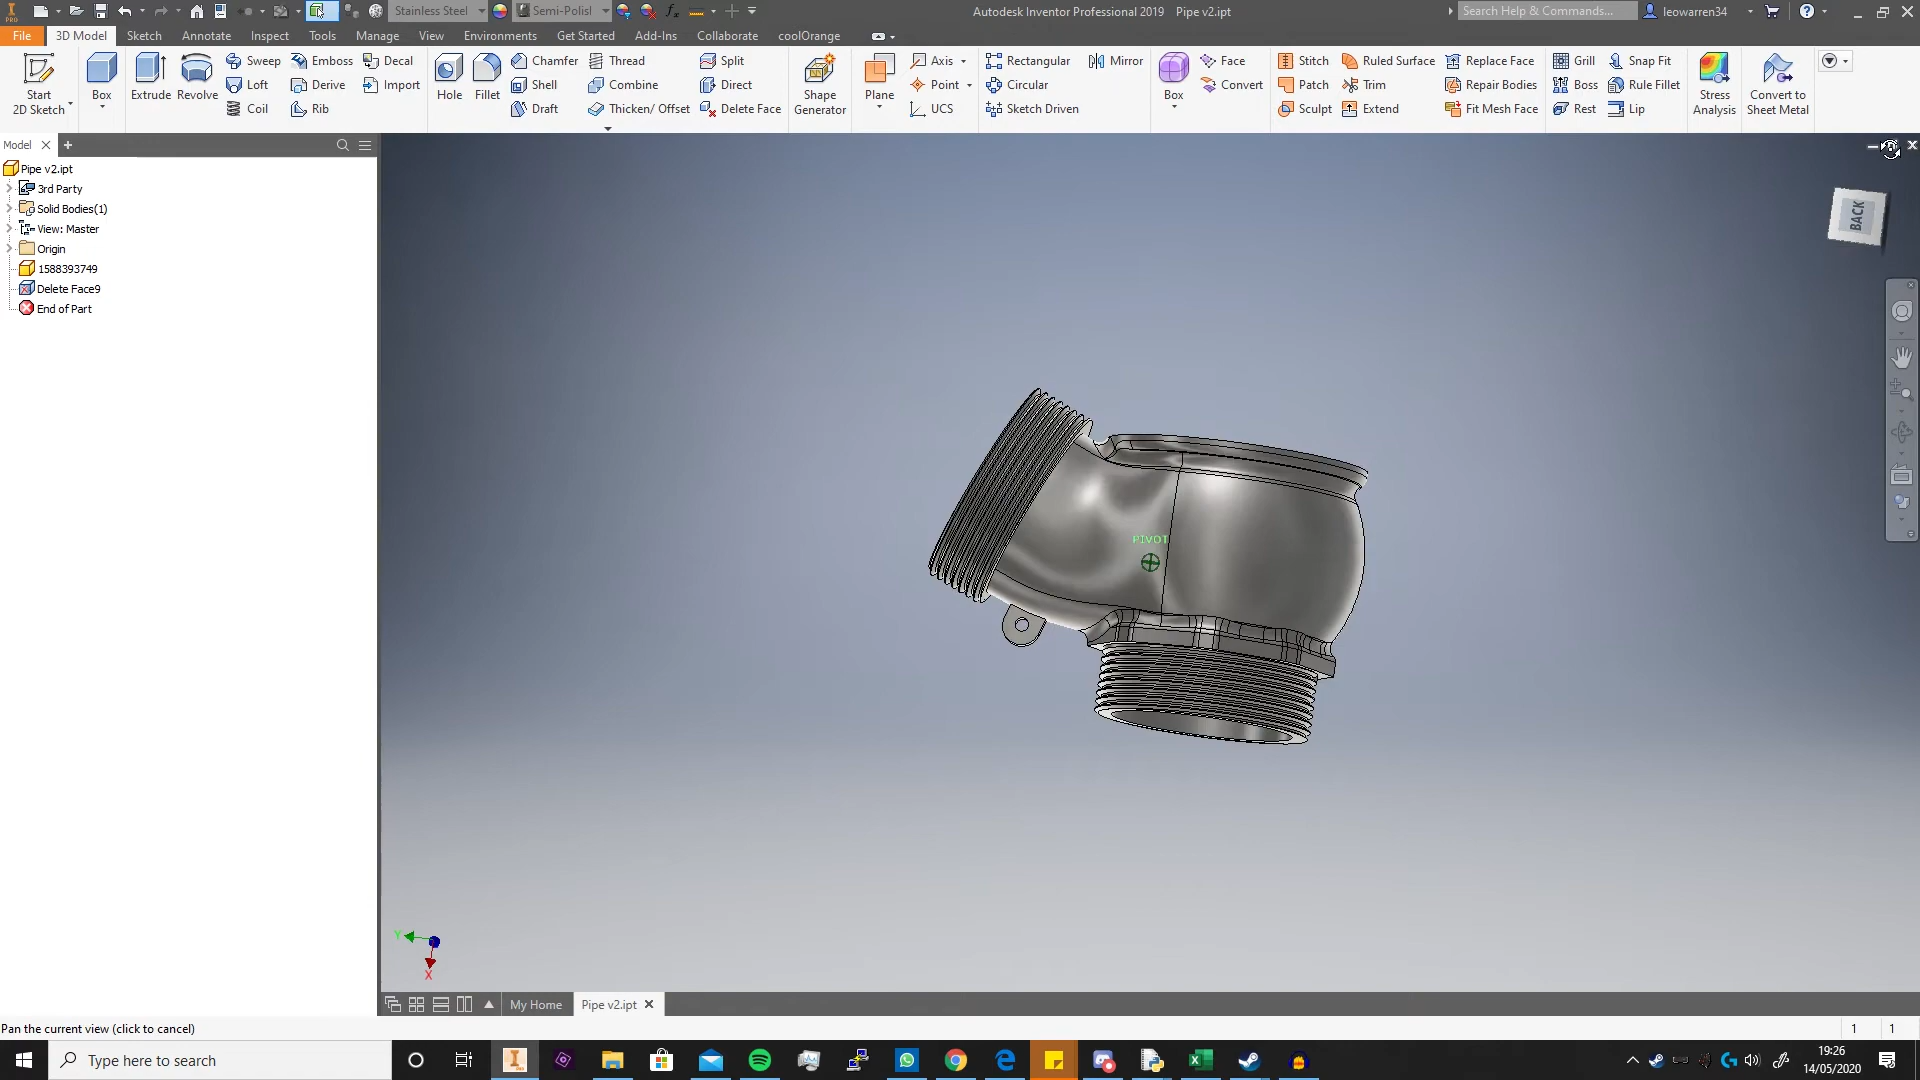 PRO
Stainless Steel
Semi-Polisl
Autodesk Inventor Professional 2019 Pipe v2.ipt
Search Help & Commands...
leowarren34
File 3D Model Sketch Annotate Inspect Tools Manage View Environments Get Started Add-Ins Collaborate coolOrange
Start
2D Sketch
Box
Extrude
Revolve
Sweep
Loft
Coil
Emboss
Derive
Rib
Decal
Import
Hole
Fillet
Chamfer
Shell
Draft
Thread
Combine
Thicken/ Offset
Split
Direct
Delete Face
Shape
Generator
Plane
Axis
Point
UCS
Rectangular
Circular
Sketch Driven
Mirror
Box
Face
Convert
Stitch
Patch
Sculpt
Ruled Surface
Trim
Extend
Replace Face
Repair Bodies
Fit Mesh Face
Grill
Boss
Rest
Snap Fit
Rule Fillet
Lip
Stress
Analysis
Convert to
Sheet Metal
Model
Pipe v2.ipt
3rd Party
Solid Bodies(1)
View: Master
Origin
1588393749
Delete Face9
End of Part
BACK
PIVOT
Y
X
My Home
Pipe v2.ipt
Pan the current view (click to cancel)
1 1
Type here to search
19:26
14/05/2020